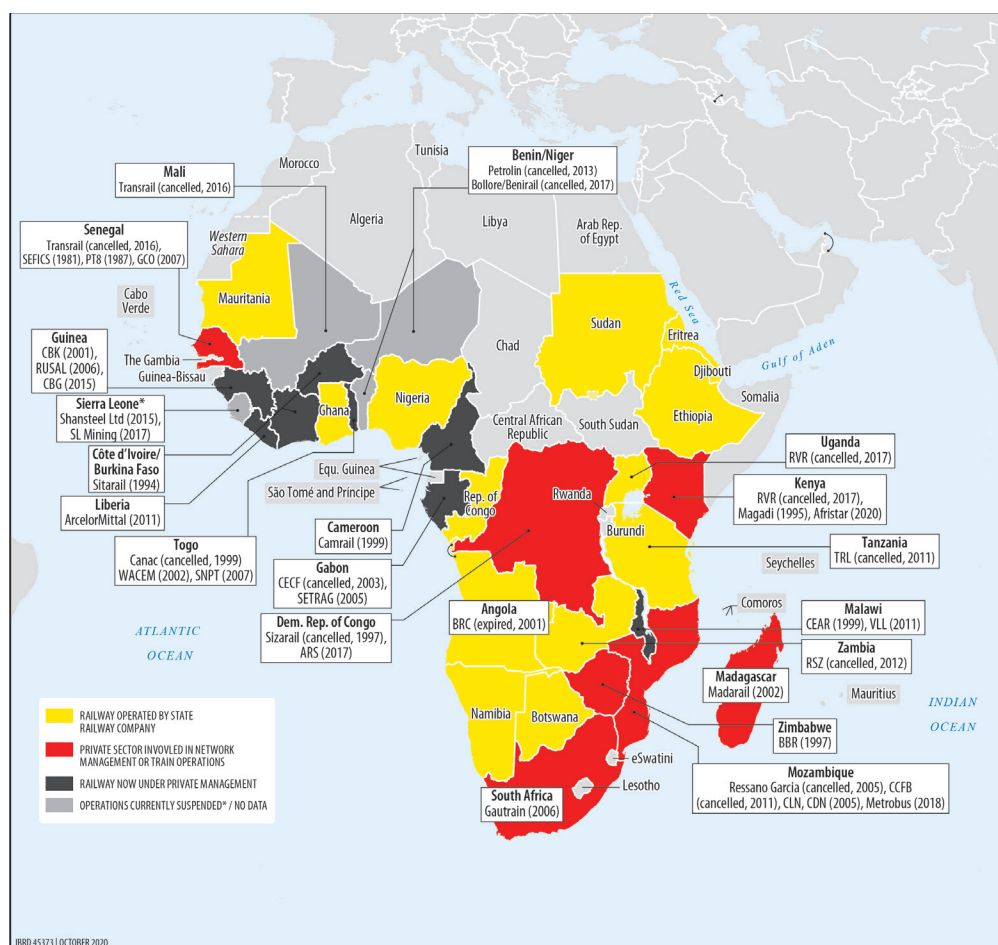 Morocco
Tunisia
Algeria
Libya
Arab Rep.
of Egypt
Western
Sahara
Mali
Transrail (cancelled, 2016)
Benin/Niger
Petrolin (cancelled, 2013)
Bollore/Benirail (cancelled, 2017)
Senegal
Transrail (cancelled, 2016),
SEFICS (1981), PT8 (1987), GCO (2007)
Cabo
Verde
Mauritania
Guinea
CBK (2001),
RUSAL (2006),
CBG (2015)
The Gambia
Guinea-Bissau
Sierra Leone*
Shansteel Ltd (2015),
SL Mining (2017)
Côte d'Ivoire/
Burkina Faso
Sitarail (1994)
Liberia
ArcelorMittal (2011)
Togo
Canac (cancelled, 1999)
WACEM (2002), SNPT (2007)
Ghana
Nigeria
Chad
Sudan
Red Sea
Eritrea
Djibouti
Gulf of Aden
Somalia
Ethiopia
South Sudan
Central African
Republic
Equ. Guinea
São Tomé and Príncipe
Cameroon
Camrail (1999)
Gabon
CECF (cancelled, 2003),
SETRAG (2005)
Rep. of
Congo
Dem. Rep. of Congo
Sizarail (cancelled, 1997),
ARS (2017)
Rwanda
Burundi
Uganda
RVR (cancelled, 2017)
Kenya
RVR (cancelled, 2017),
Magadi (1995), Afristar (2020)
Tanzania
TRL (cancelled, 2011)
Seychelles
Comoros
Angola
BRC (expired, 2001)
Malawi
CEAR (1999), VLL (2011)
Zambia
RSZ (cancelled, 2012)
Madagascar
Madarail (2002)
Mauritius
Zimbabwe
BBR (1997)
Mozambique
Ressano Garcia (cancelled, 2005), CCFB
(cancelled, 2011), CLN, CDN (2005), Metrobus (2018)
Namibia
Botswana
eSwatini
Lesotho
South Africa
Gautrain (2006)
ATLANTIC
OCEAN
INDIAN
OCEAN
RAILWAY OPERATED BY STATE
RAILWAY COMPANY
PRIVATE SECTOR INVOVLED IN NETWORK
MANAGEMENT OR TRAIN OPERATIONS
RAILWAY NOW UNDER PRIVATE MANAGEMENT
OPERATIONS CURRENTLY SUSPENDED* / NO DATA
IBRD 45373 | OCTOBER 2020